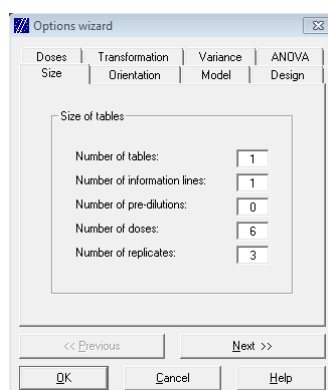 Options wizard
Doses Transformation Variance ANOVA
Size Orientation Model Design
Size of tables
Number of tables: 1
Number of information lines: 1
Number of pre-dilutions: 0
Number of doses: 6
Number of replicates: 3
<< Previous Next >>
OK Cancel Help